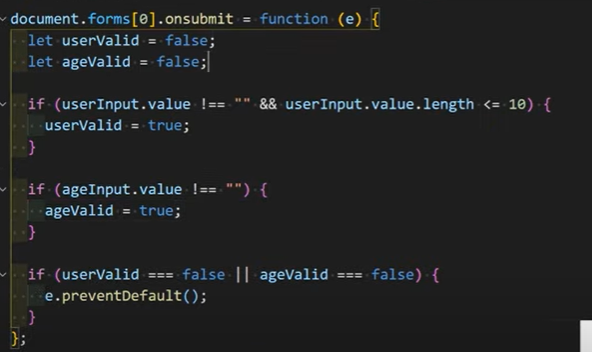 document.forms[0].onsubmit = function (e) {
let userValid = false;
let ageValid = false;
if (userInput.value !== "" && userInput.value.length <= 10) {
userValid = true;
}
if (ageInput.value !== "") {
ageValid = true;
}
if (userValid === false || ageValid === false) {
e.preventDefault();
}
};